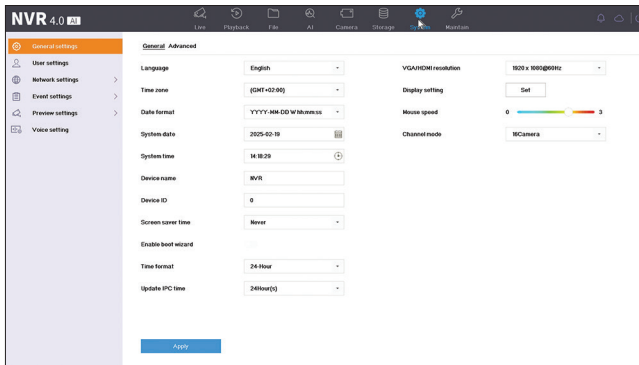 NVR 4.0 AI
Live Playback File AI Camera Storage System Maintain
General settings
User settings
Network settings
Event settings
Preview settings
Voice setting
General Advanced
Language English VGA/HDMI resolution 1920 x 1080@60Hz
Time zone (GMT+02:00) Display setting Set
Date format YYYY-MM-DD W hh:mm:ss Mouse speed 0 3
System date 2025-02-19 Channel mode 16Camera
System time 14:18:29
Device name NVR
Device ID 0
Screen saver time Never
Enable boot wizard
Time format 24-Hour
Update IPC time 24Hour(s)
Apply